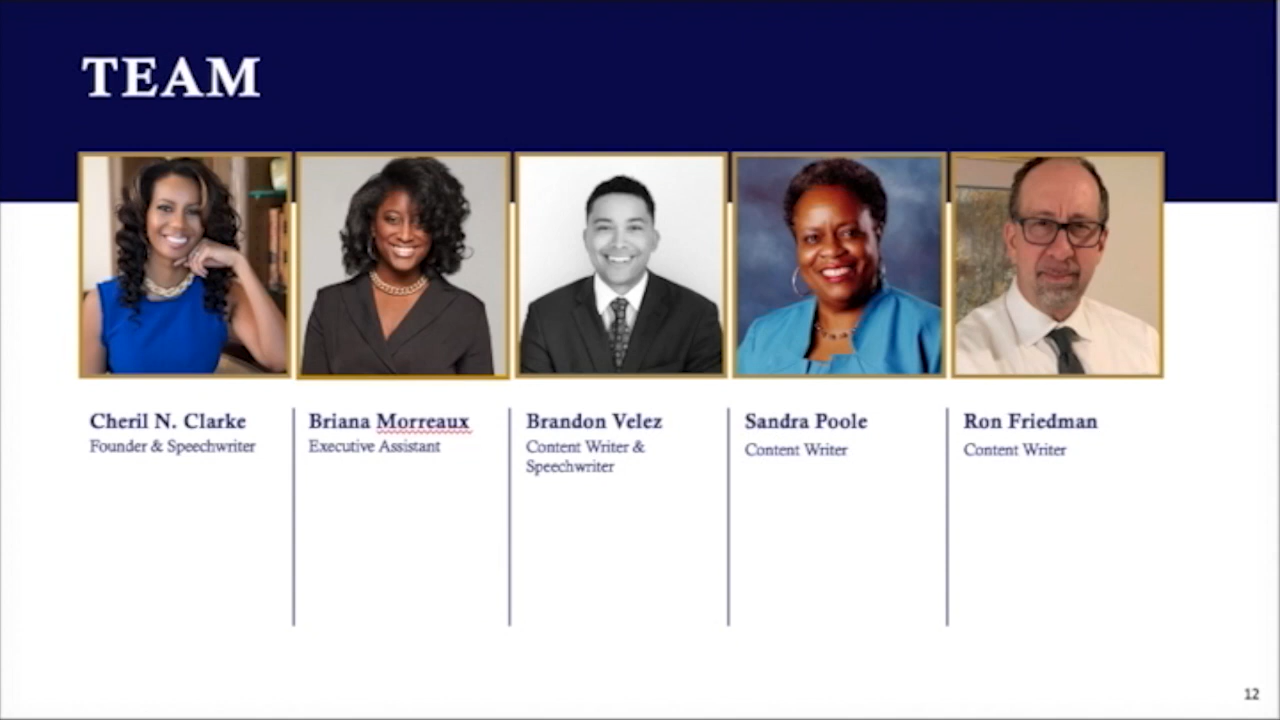 TEAM
Cheril N. Clarke
Founder & Speechwriter
Briana Morreaux
Executive Assistant
Brandon Velez
Content Writer &
Speechwriter
Sandra Poole
Content Writer
Ron Friedman
Content Writer
12